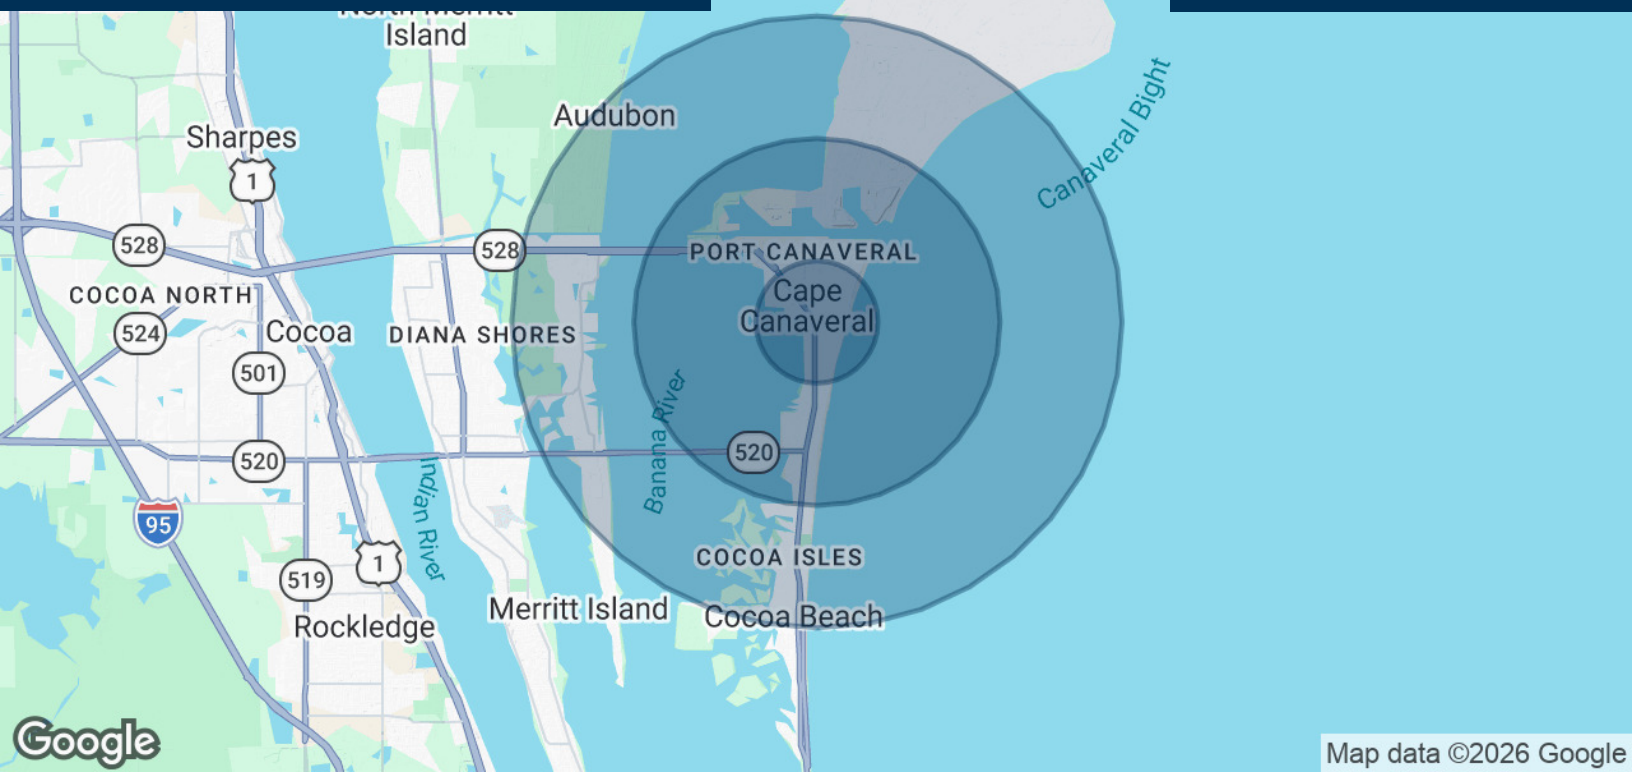 North Merritt
Island
Audubon
Sharpes
1
Canaveral Bight
528
528
PORT CANAVERAL
COCOA NORTH
Cape
Canaveral
524
Cocoa
DIANA SHORES
501
Banana River
520
520
Indian River
95
COCOA ISLES
1
519
Merritt Island
Cocoa Beach
Rockledge
Google
Map data ©2026 Google